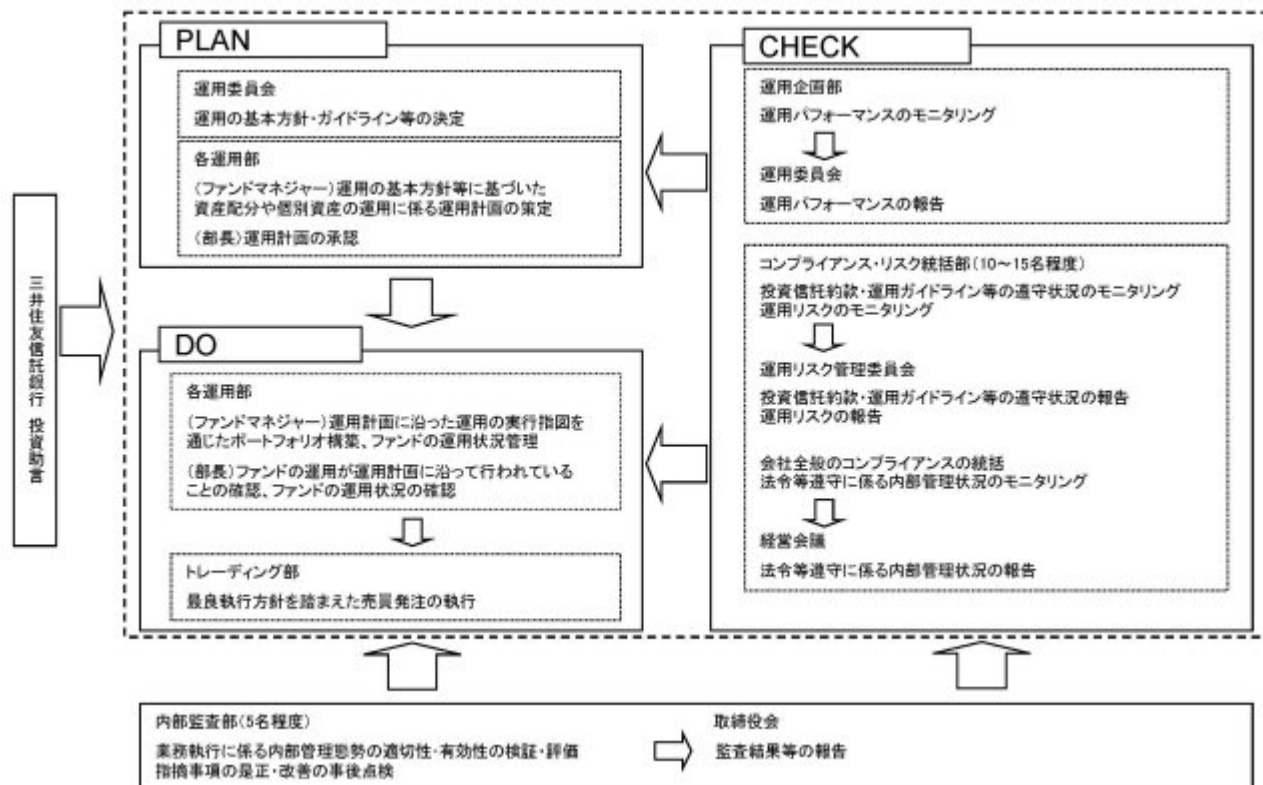 三井住友信託銀行 投資助言
PLAN
運用委員会
運用の基本方針・ガイドライン等の決定
各運用部
(ファンドマネジャー)運用の基本方針等に基づいた
資産配分や個別資産の運用に係る運用計画の策定
(部長)運用計画の承認
DO
各運用部
(ファンドマネジャー)運用計画に沿った運用の実行指図を
通じたポートフォリオ構築、ファンドの運用状況管理
(部長)ファンドの運用が運用計画に沿って行われている
ことの確認、ファンドの運用状況の確認
トレーディング部
最良執行方針を踏まえた売買発注の執行
CHECK
運用企画部
運用パフォーマンスのモニタリング
運用委員会
運用パフォーマンスの報告
コンプライアンス・リスク統括部(10~15名程度)
投資信託約款・運用ガイドライン等の遵守状況のモニタリング
運用リスクのモニタリング
運用リスク管理委員会
投資信託約款・運用ガイドライン等の遵守状況の報告
運用リスクの報告
会社全般のコンプライアンスの統括
法令等遵守に係る内部管理状況のモニタリング
経営会議
法令等遵守に係る内部管理状況の報告
内部監査部(5名程度)
業務執行に係る内部管理態勢の適切性・有効性の検証・評価
指摘事項の是正・改善の事後点検
取締役会
監査結果等の報告